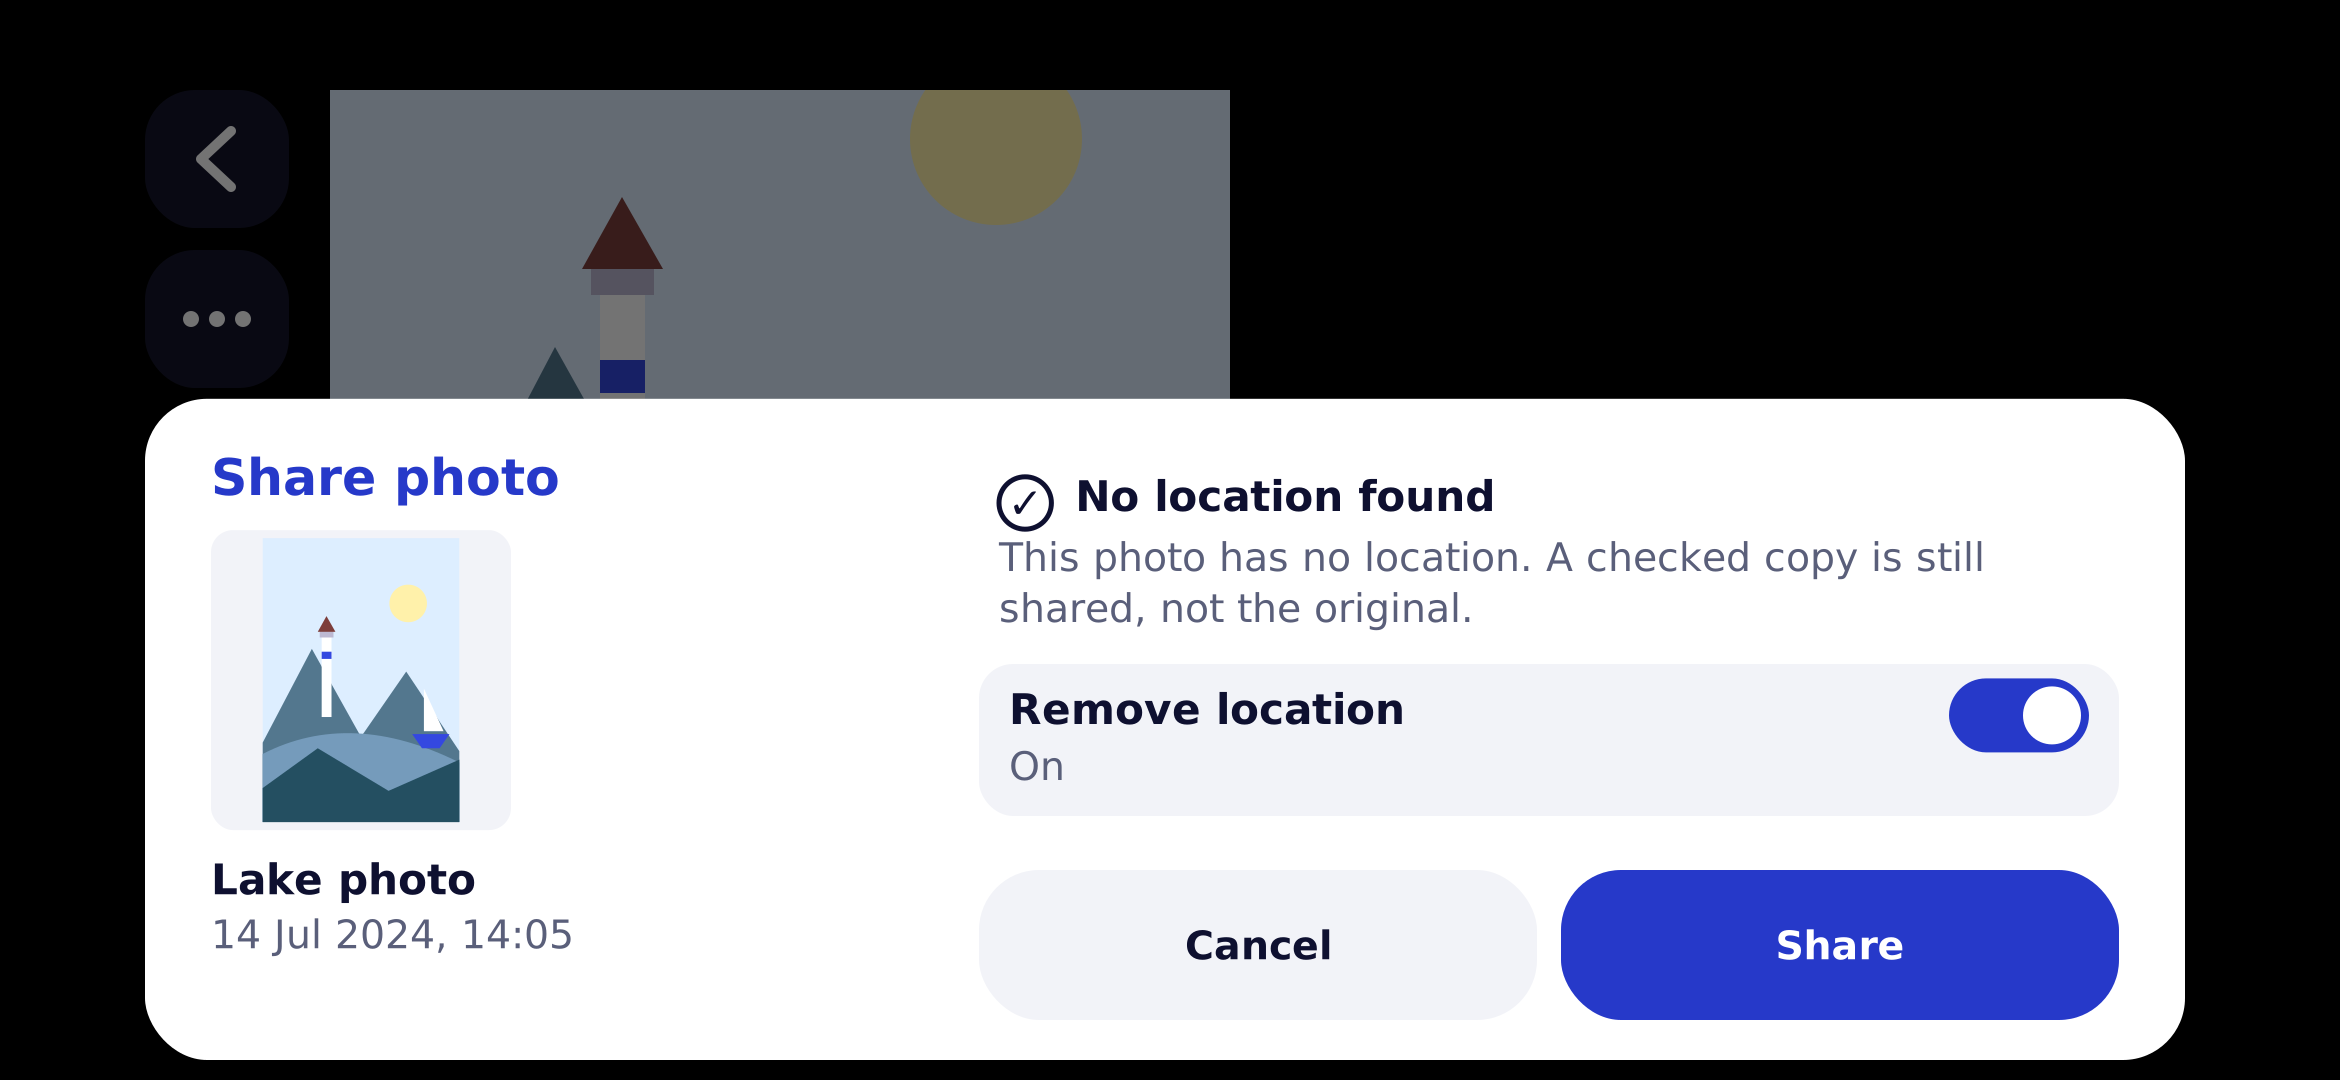 Share photo
Lake photo
14 Jul 2024, 14:05
✓ No location found
This photo has no location. A checked copy is still
shared, not the original.
Remove location
On
Cancel
Share